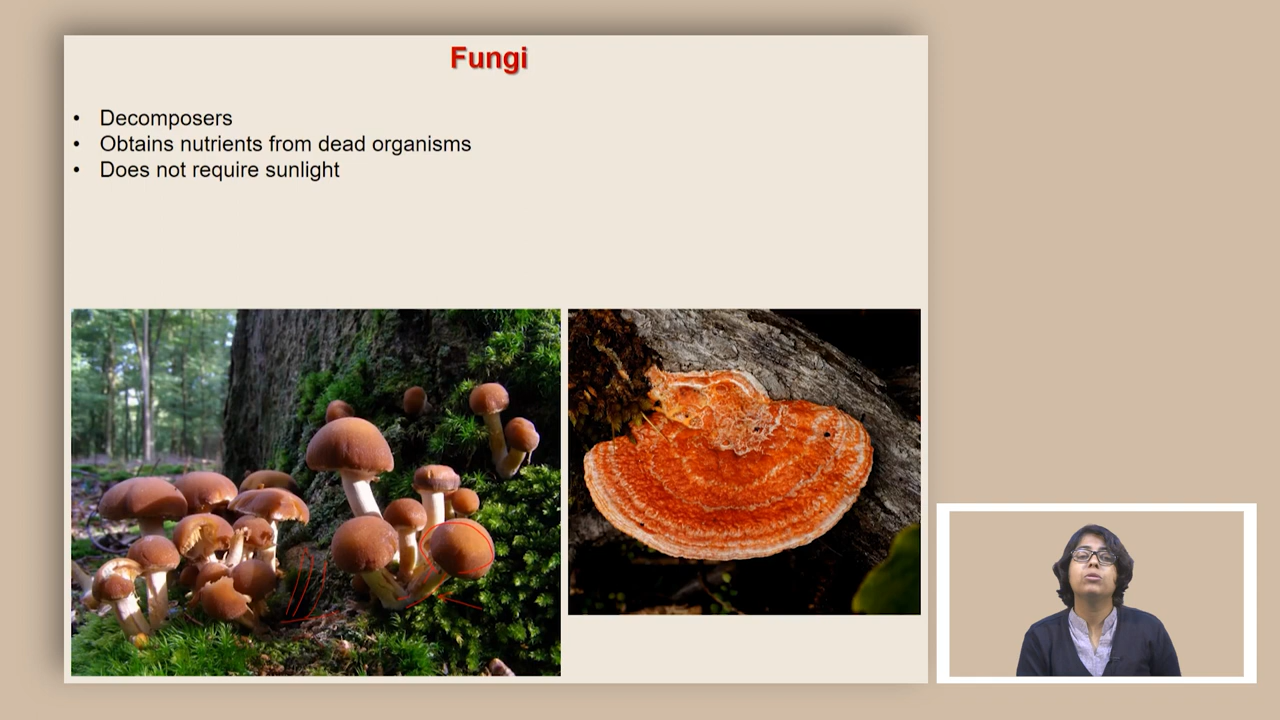 Fungi
• Decomposers
• Obtains nutrients from dead organisms
• Does not require sunlight